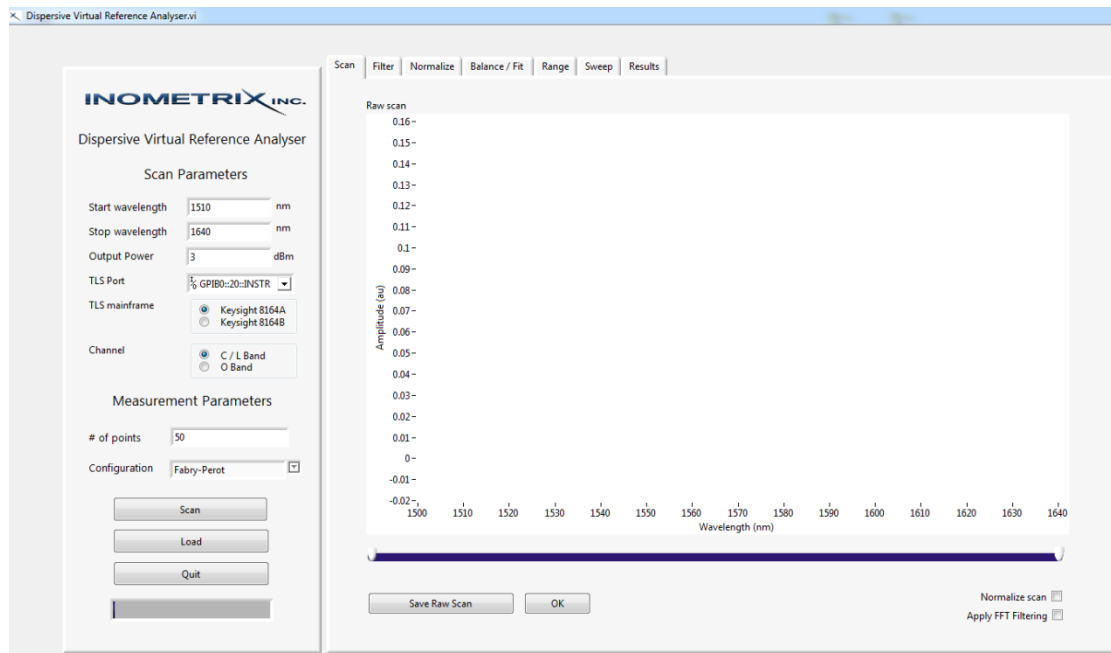 Dispersive Virtual Reference Analyser.vi
INOMETRIX INC.
Dispersive Virtual Reference Analyser
Scan Parameters
Start wavelength 1510 nm
Stop wavelength 1640 nm
Output Power 3 dBm
TLS Port GPIB0::20::INSTR
TLS mainframe Keysight 8164A
Keysight 8164B
Channel C / L Band
O Band
Measurement Parameters
# of points 50
Configuration Fabry-Perot
Scan
Load
Quit
Scan Filter Normalize Balance / Fit Range Sweep Results
Raw scan
Amplitude (au)
0.16
0.15
0.14
0.13
0.12
0.11
0.1
0.09
0.08
0.07
0.06
0.05
0.04
0.03
0.02
0.01
0
-0.01
-0.02
1500 1510 1520 1530 1540 1550 1560 1570 1580 1590 1600 1610 1620 1630 1640
Wavelength (nm)
Save Raw Scan OK
Normalize scan
Apply FFT Filtering